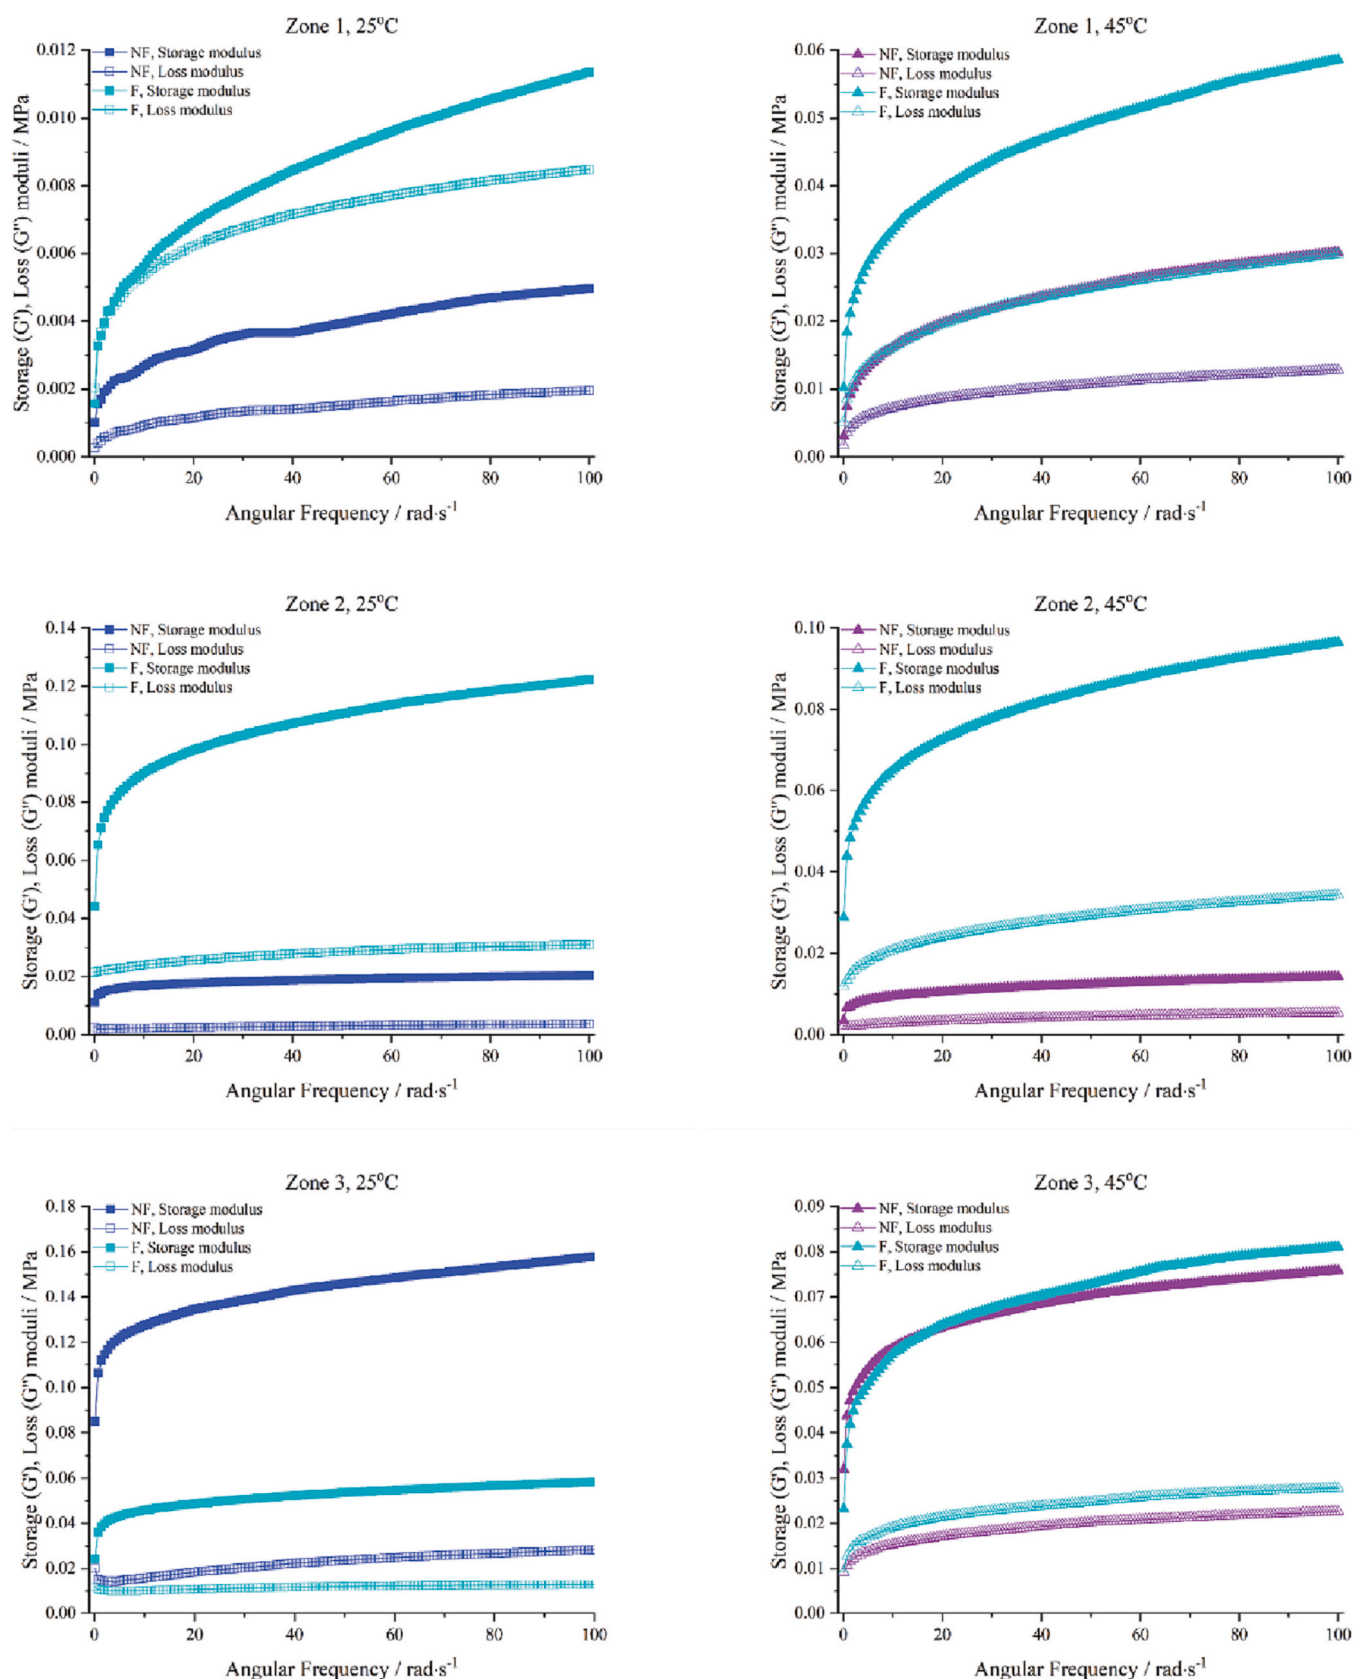 Zone 1, 25°C
NF, Storage modulus
NF, Loss modulus
F, Storage modulus
F, Loss modulus
Storage (G'), Loss (G'') moduli / MPa
0.012
0.010
0.008
0.006
0.004
0.002
0.000
0 20 40 60 80 100
Angular Frequency / rad·s⁻¹
Zone 1, 45°C
NF, Storage modulus
NF, Loss modulus
F, Storage modulus
F, Loss modulus
Storage (G'), Loss (G'') moduli / MPa
0.06
0.05
0.04
0.03
0.02
0.01
0.00
0 20 40 60 80 100
Angular Frequency / rad·s⁻¹
Zone 2, 25°C
NF, Storage modulus
NF, Loss modulus
F, Storage modulus
F, Loss modulus
Storage (G'), Loss (G'') moduli / MPa
0.14
0.12
0.10
0.08
0.06
0.04
0.02
0.00
0 20 40 60 80 100
Angular Frequency / rad·s⁻¹
Zone 2, 45°C
NF, Storage modulus
NF, Loss modulus
F, Storage modulus
F, Loss modulus
Storage (G'), Loss (G'') moduli / MPa
0.10
0.08
0.06
0.04
0.02
0.00
0 20 40 60 80 100
Angular Frequency / rad·s⁻¹
Zone 3, 25°C
NF, Storage modulus
NF, Loss modulus
F, Storage modulus
F, Loss modulus
Storage (G'), Loss (G'') moduli / MPa
0.18
0.16
0.14
0.12
0.10
0.08
0.06
0.04
0.02
0.00
0 20 40 60 80 100
Angular Frequency / rad·s⁻¹
Zone 3, 45°C
NF, Storage modulus
NF, Loss modulus
F, Storage modulus
F, Loss modulus
Storage (G'), Loss (G'') moduli / MPa
0.09
0.08
0.07
0.06
0.05
0.04
0.03
0.02
0.01
0.00
0 20 40 60 80 100
Angular Frequency / rad·s⁻¹